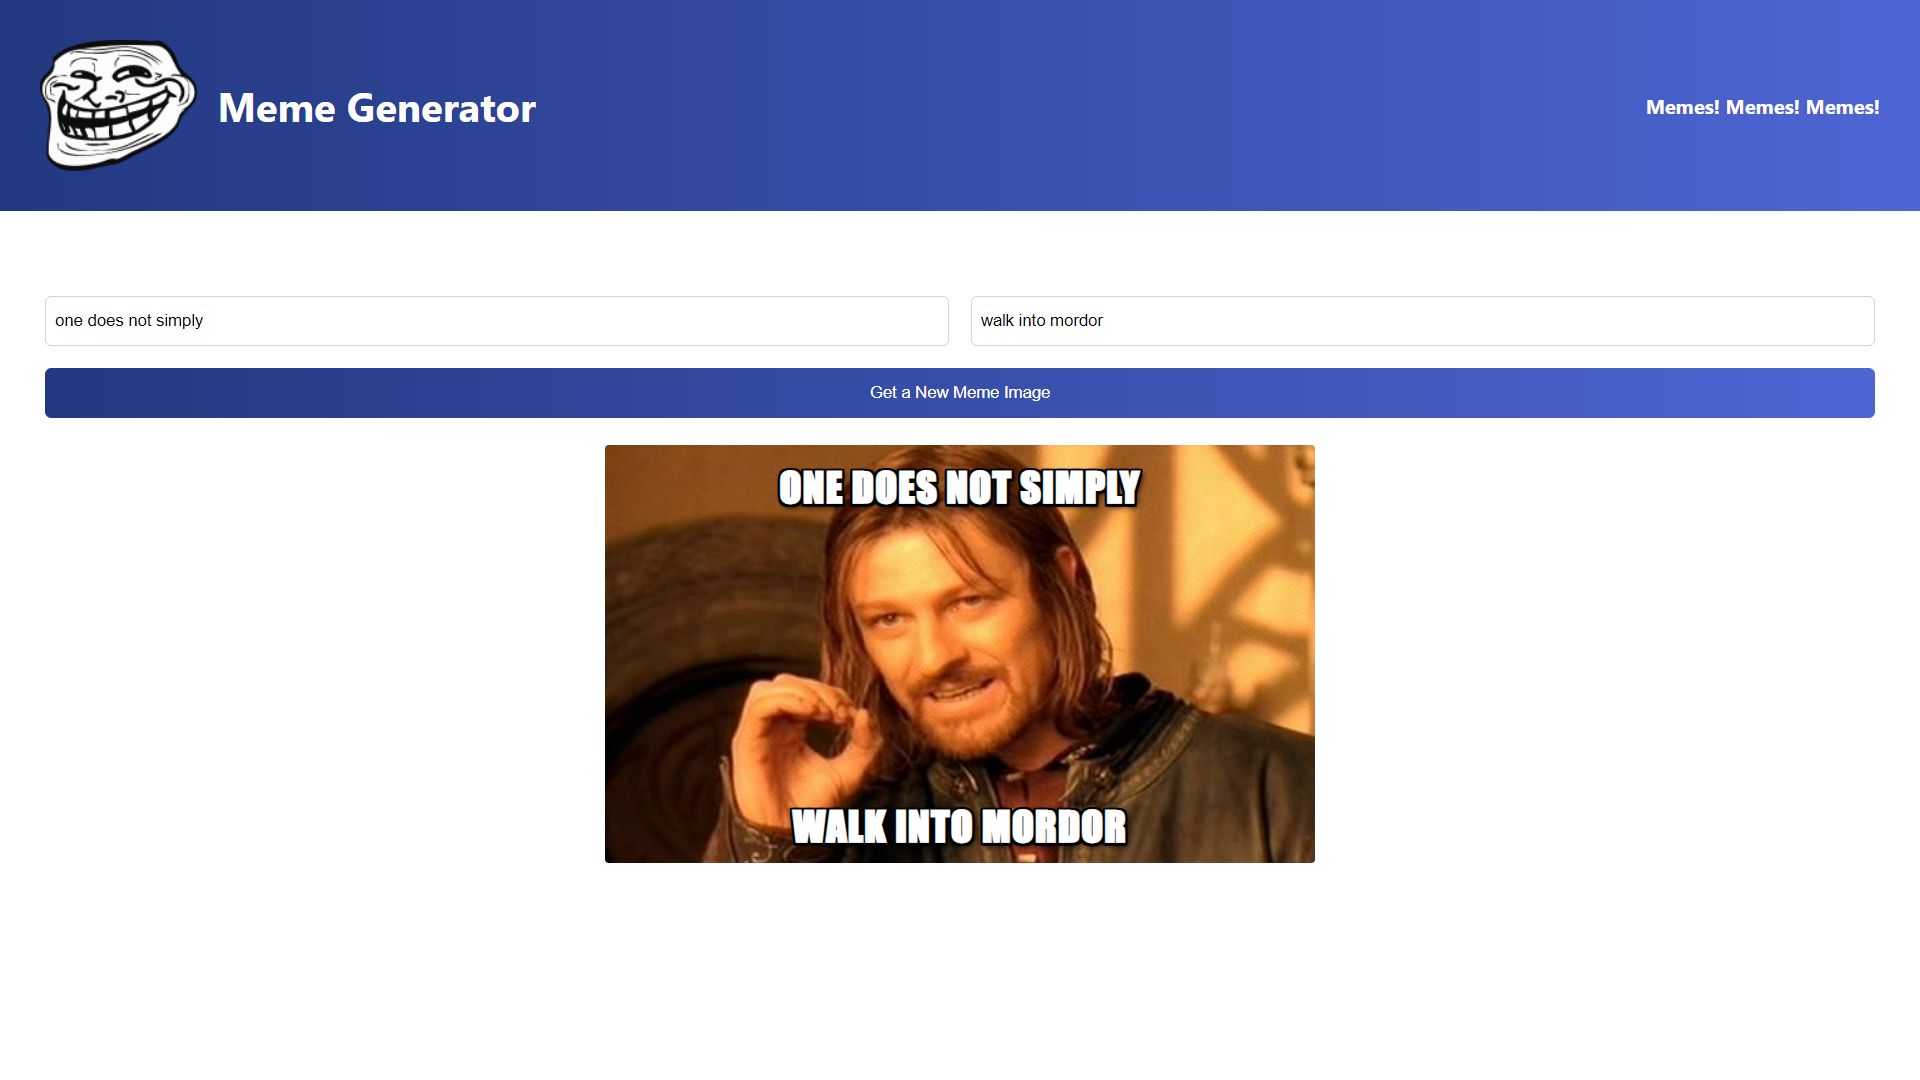 Meme Generator
Memes! Memes! Memes!
one does not simply
walk into mordor
Get a New Meme Image
ONE DOES NOT SIMPLY
WALK INTO MORDOR